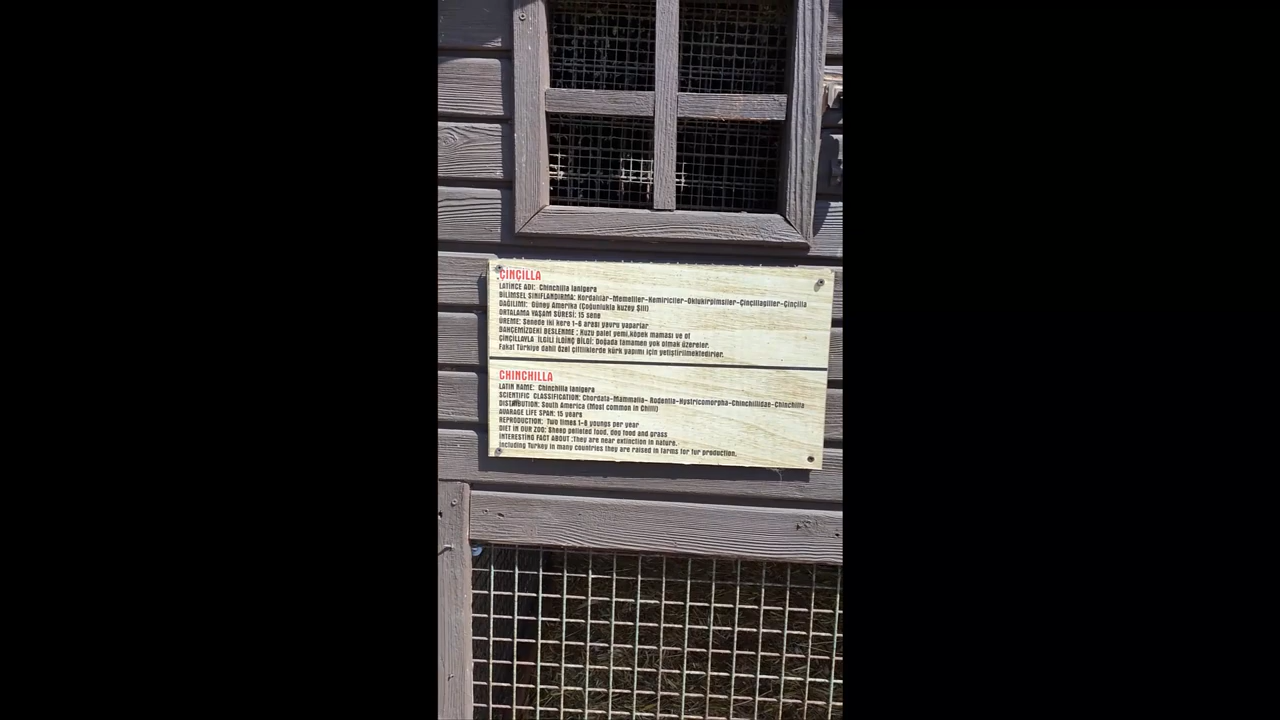 ÇİNÇİLLA
LATİNCE ADI: Chinchilla lanigera
BİLİMSEL SINIFLANDIRMA: Kordalılar-Memeliler-Kemiriciler-Oklukirpimsiler-Çinçillagiller-Çinçilla
DAĞILIMI: Güney Amerika (Çoğunlukla kuzey Şili)
ORTALAMA YAŞAM SÜRESİ: 15 sene
ÜREME: Senede iki kere 1-6 arası yavru yaparlar
BAHÇEMİZDEKİ BESLENME : Kuzu palet yemi,köpek maması ve ot
ÇİNÇİLLAYLA İLGİLİ İLGİNÇ BİLGİ: Doğada tamamen yok olmak üzereler.
Fakat Türkiye dahil özel çiftliklerde kürk yapımı için yetiştirilmektedirler.
CHINCHILLA
LATIN NAME: Chinchilla lanigera
SCIENTIFIC CLASSIFICATION: Chordata-Mammalia- Rodentia-Hystricomorpha-Chinchillidae-Chinchilla
DISTRIBUTION: South America (Most common in Chilli)
AVARAGE LIFE SPAN: 15 years
REPRODUCTION: Two times 1-6 youngs per year
DIET IN OUR ZOO: Sheep pelleted food, dog food and grass
INTERESTING FACT ABOUT :They are near extinction in nature.
Including Turkey in many countries they are raised in farms for fur production.